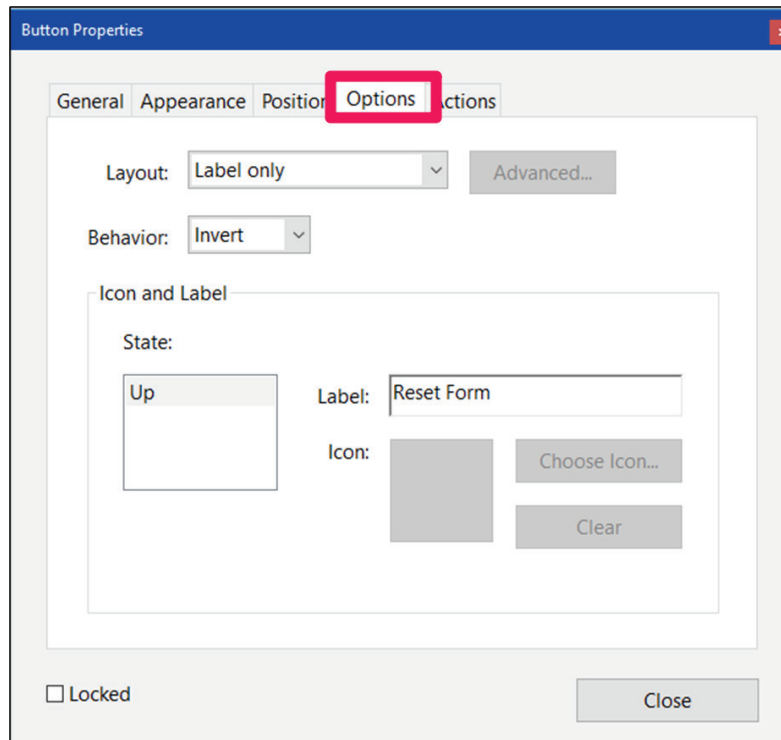 Button Properties
General Appearance Position Options Actions
Layout: Label only Advanced...
Behavior: Invert
Icon and Label
State:
Up
Label: Reset Form
Icon: Choose Icon...
Clear
Locked
Close